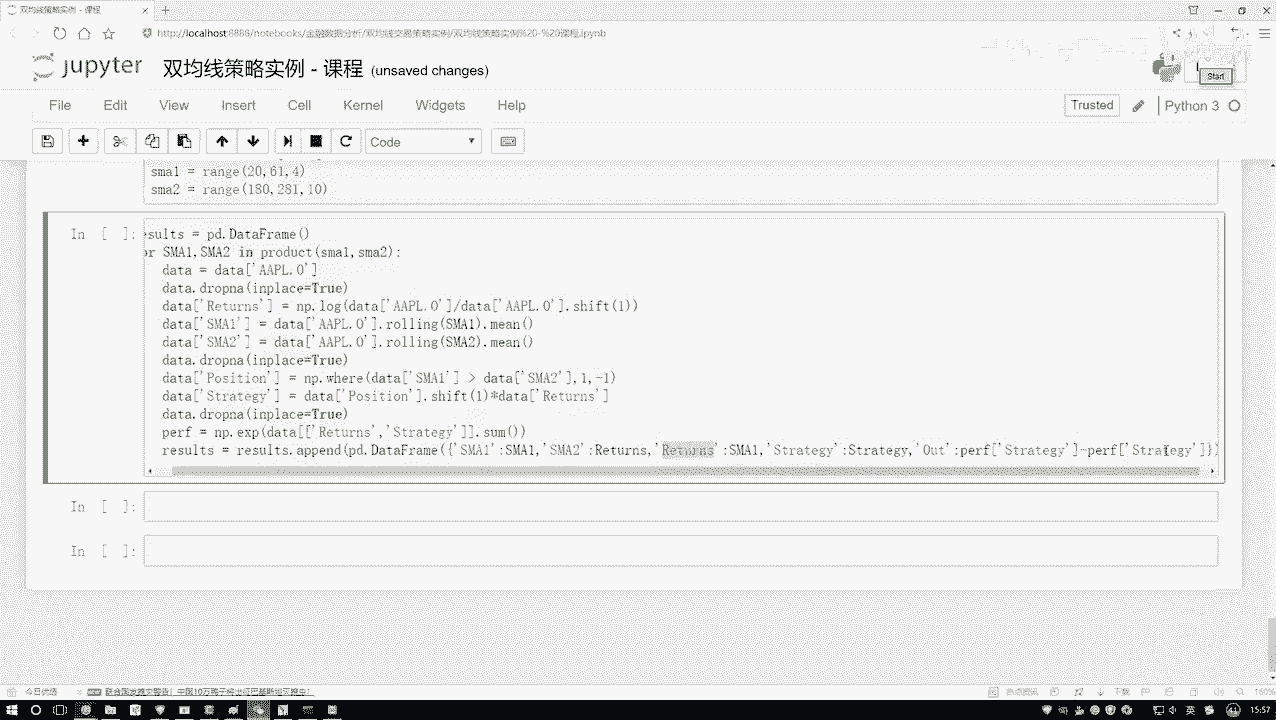 双均线策略实例 - 课程
http://localhost:8888/notebooks/金融数据分析/双均线交易策略实例/双均线策略实例%20-%20课程.ipynb
jupyter 双均线策略实例 - 课程 (unsaved changes)
Start
File Edit View Insert Cell Kernel Widgets Help
Trusted
Python 3
Code
sma1 = range(20,61,4)
sma2 = range(180,281,10)
In [ ]:
sults = pd.DataFrame()
r SMA1,SMA2 in product(sma1,sma2):
data = data['AAPL.O']
data.dropna(inplace=True)
data['Returns'] = np.log(data['AAPL.O']/data['AAPL.O'].shift(1))
data['SMA1'] = data['AAPL.O'].rolling(SMA1).mean()
data['SMA2'] = data['AAPL.O'].rolling(SMA2).mean()
data.dropna(inplace=True)
data['Position'] = np.where(data['SMA1'] > data['SMA2'],1,-1)
data['Strategy'] = data['Position'].shift(1)*data['Returns']
data.dropna(inplace=True)
perf = np.exp(data[['Returns','Strategy']].sum())
results = results.append(pd.DataFrame({'SMA1':SMA1,'SMA2':Returns,'Returns':SMA1,'Strategy':Strategy,'Out':perf['Strategy']-perf['Strategy']})
In [ ]:
In [ ]:
今日优选
热点资讯
下载
160%
英
15:57